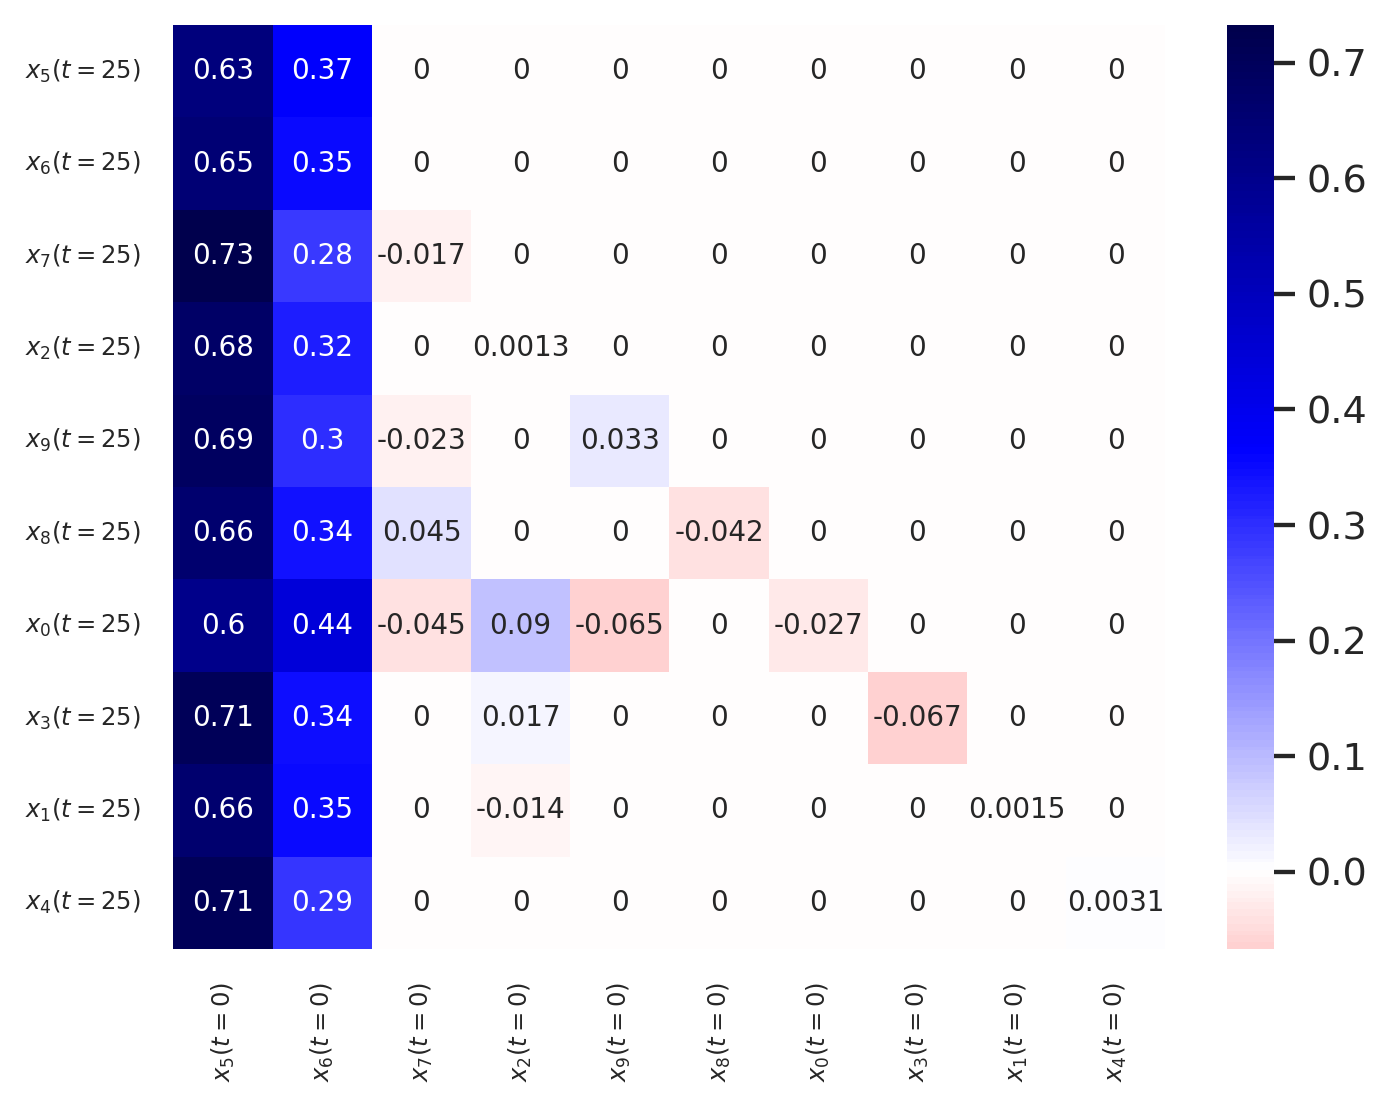 x₅(t = 25) 0.63 0.37 0 0 0 0 0 0 0 0
x₆(t = 25) 0.65 0.35 0 0 0 0 0 0 0 0
x₇(t = 25) 0.73 0.28 -0.017 0 0 0 0 0 0 0
x₂(t = 25) 0.68 0.32 0 0.0013 0 0 0 0 0 0
x₉(t = 25) 0.69 0.3 -0.023 0 0.033 0 0 0 0 0
x₈(t = 25) 0.66 0.34 0.045 0 0 -0.042 0 0 0 0
x₀(t = 25) 0.6 0.44 -0.045 0.09 -0.065 0 -0.027 0 0 0
x₃(t = 25) 0.71 0.34 0 0.017 0 0 0 -0.067 0 0
x₁(t = 25) 0.66 0.35 0 -0.014 0 0 0 0 0.0015 0
x₄(t = 25) 0.71 0.29 0 0 0 0 0 0 0 0.0031
x₅(t = 0) x₆(t = 0) x₇(t = 0) x₂(t = 0) x₉(t = 0) x₈(t = 0) x₀(t = 0) x₃(t = 0) x₁(t = 0) x₄(t = 0)
0.7
0.6
0.5
0.4
0.3
0.2
0.1
0.0